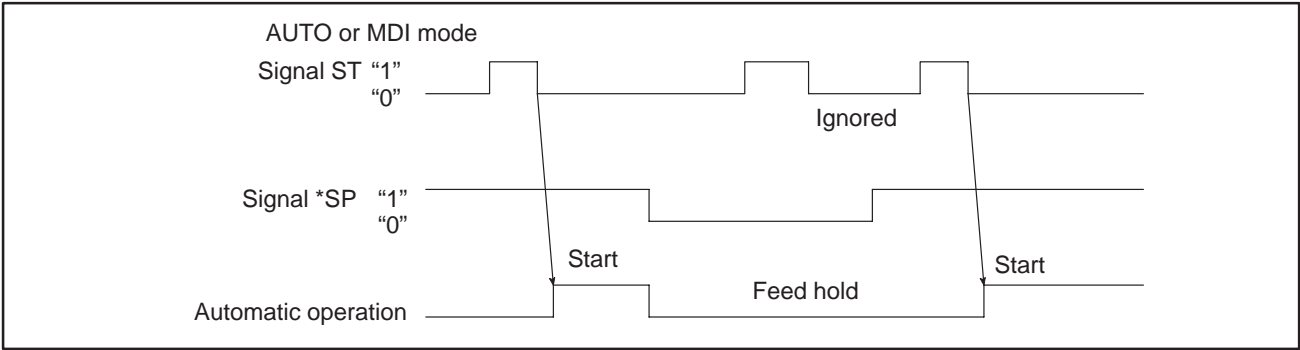 AUTO or MDI mode
Signal ST “1”
“0”
Ignored
Signal *SP “1”
“0”
Start
Start
Feed hold
Automatic operation